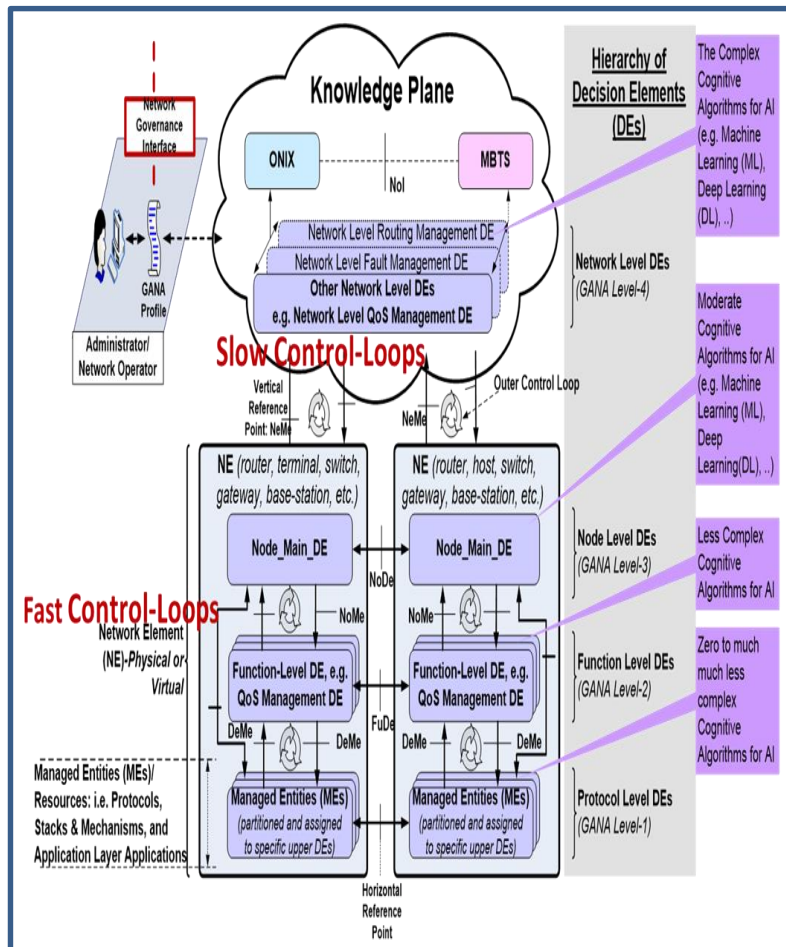 Network
Governance
Interface
GANA
Profile
Administrator/
Network Operator
Knowledge Plane
ONIX
MBTS
NoI
Network Level Routing Management DE
Network Level Fault Management DE
Other Network Level DEs
e.g. Network Level QoS Management DE
Slow Control-Loops
Vertical
Reference
Point: NeMe
NeMe
Outer Control Loop
NE (router, terminal, switch,
gateway, base-station, etc.)
NE (router, host, switch,
gateway, base-station, etc.)
Node_Main_DE
Node_Main_DE
NoDe
Fast Control-Loops
NoMe
NoMe
Network Element
(NE)-Physical or
Virtual
Function-Level DE, e.g.
QoS Management DE
Function-Level DE, e.g.
QoS Management DE
FuDe
DeMe
DeMe
DeMe
DeMe
Managed Entities (MEs)/
Resources: i.e. Protocols,
Stacks & Mechanisms, and
Application Layer Applications
Managed Entities (MEs)
(partitioned and assigned
to specific upper DEs)
Managed Entities (MEs)
(partitioned and assigned
to specific upper DEs)
Horizontal
Reference
Point
Hierarchy of
Decision Elements
(DEs)
Network Level DEs
(GANA Level-4)
Node Level DEs
(GANA Level-3)
Function Level DEs
(GANA Level-2)
Protocol Level DEs
(GANA Level-1)
The Complex
Cognitive
Algorithms for AI
(e.g. Machine
Learning (ML),
Deep Learning
(DL), ..)
Moderate
Cognitive
Algorithms for AI
(e.g. Machine
Learning (ML),
Deep
Learning(DL), ..)
Less Complex
Cognitive
Algorithms for AI
Zero to much
much less
complex
Cognitive
Algorithms for AI